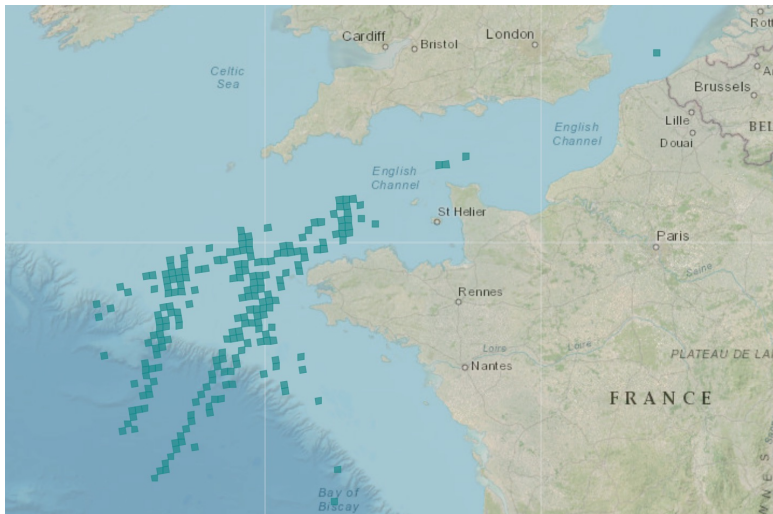 Cardiff
Bristol
London
Rott
Celtic
Sea
Brussels
A
Lille
Douai
BEL
English
Channel
English
Channel
St Helier
Paris
Seine
Rennes
Loire
Loire
Nantes
PLATEAU DE LA
FRANCE
Bay of
Biscay